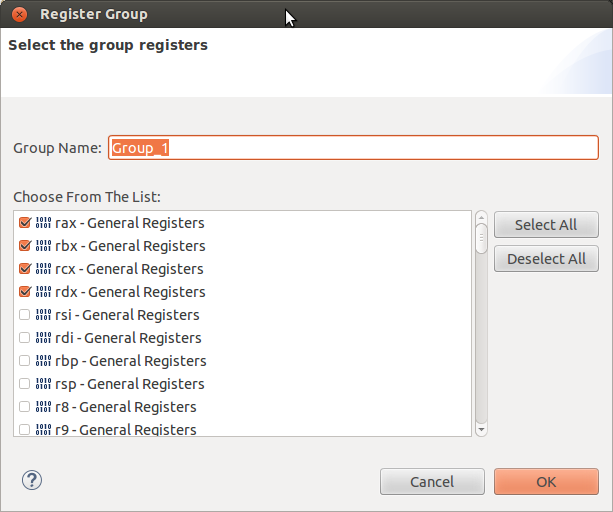 Register Group
Select the group registers
Group Name: Group_1
Choose From The List:
rax - General Registers
rbx - General Registers
rcx - General Registers
rdx - General Registers
rsi - General Registers
rdi - General Registers
rbp - General Registers
rsp - General Registers
r8 - General Registers
r9 - General Registers
Select All
Deselect All
?
Cancel
OK